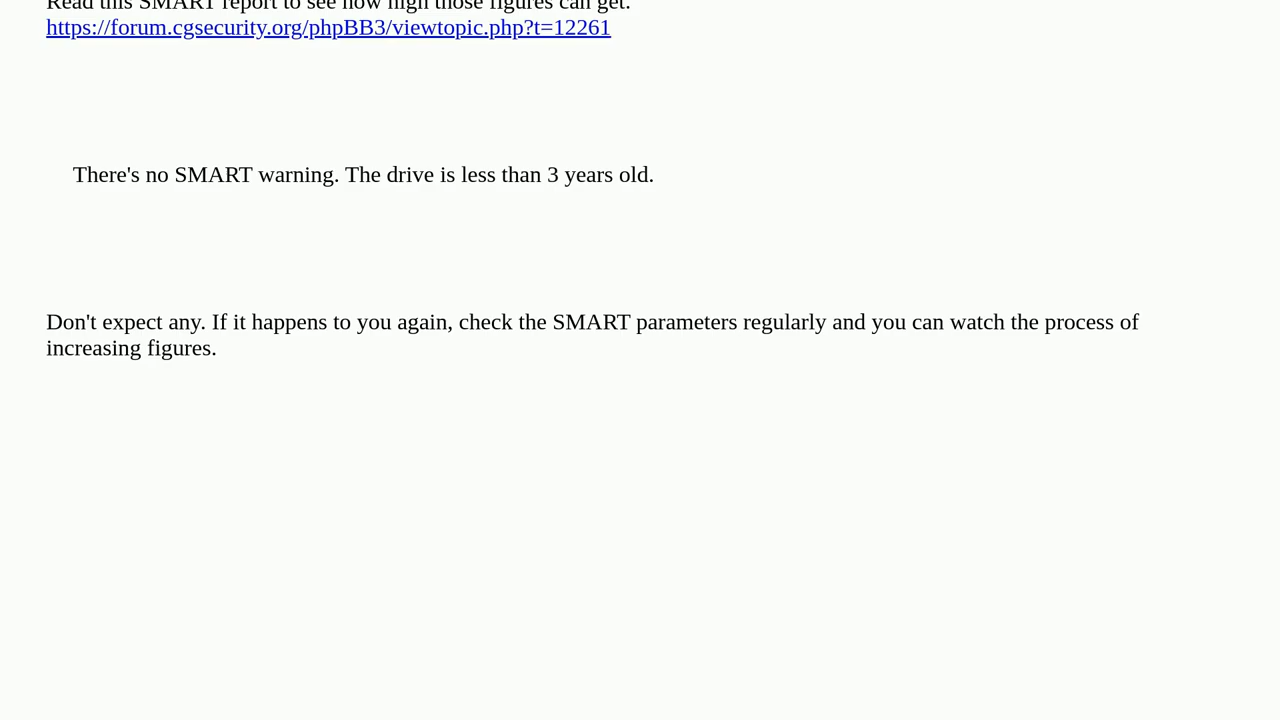 Read this SMART report to see how high those figures can get.
https://forum.cgsecurity.org/phpBB3/viewtopic.php?t=12261
There's no SMART warning. The drive is less than 3 years old.
Don't expect any. If it happens to you again, check the SMART parameters regularly and you can watch the process of
increasing figures.